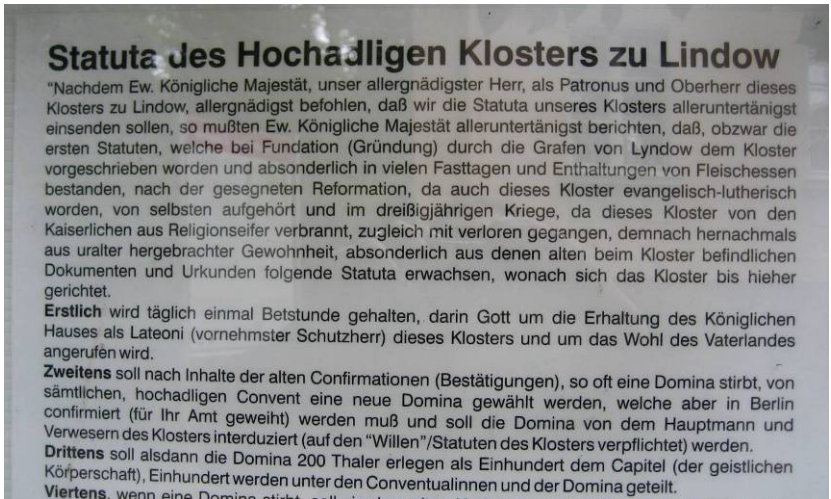 Statuta des Hochadligen Klosters zu Lindow
"Nachdem Ew. Königliche Majestät, unser allergnädigster Herr, als Patronus und Oberherr dieses
Klosters zu Lindow, allergnädigst befohlen, daß wir die Statuta unseres Klosters alleruntertänigst
einsenden sollen, so mußten Ew. Königliche Majestät alleruntertänigst berichten, daß, obzwar die
ersten Statuten, welche bei Fundation (Gründung) durch die Grafen von Lyndow dem Kloster
vorgeschrieben worden und absonderlich in vielen Fasttagen und Enthaltungen von Fleischessen
bestanden, nach der gesegneten Reformation, da auch dieses Kloster evangelisch-lutherisch
worden, von selbsten aufgehört und im dreißigjährigen Kriege, da dieses Kloster von den
Kaiserlichen aus Religionseifer verbrannt, zugleich mit verloren gegangen, demnach hernachmals
aus uralter hergebrachter Gewohnheit, absonderlich aus denen alten beim Kloster befindlichen
Dokumenten und Urkunden folgende Statuta erwachsen, wonach sich das Kloster bis hieher
gerichtet.
Erstlich wird täglich einmal Betstunde gehalten, darin Gott um die Erhaltung des Königlichen
Hauses als Lateoni (vornehmster Schutzherr) dieses Klosters und um das Wohl des Vaterlandes
angerufen wird.
Zweitens soll nach Inhalte der alten Confirmationen (Bestätigungen), so oft eine Domina stirbt, von
sämtlichen, hochadligen Convent eine neue Domina gewählt werden, welche aber in Berlin
confirmiert (für Ihr Amt geweiht) werden muß und soll die Domina von dem Hauptmann und
Verwesern des Klosters interduziert (auf den "Willen"/Statuten des Klosters verpflichtet) werden.
Drittens soll alsdann die Domina 200 Thaler erlegen als Einhundert dem Capitel (der geistlichen
Körperschaft), Einhundert werden unter den Conventualinnen und der Domina geteilt.
Viertens, wenn eine Domina stirbt, soll